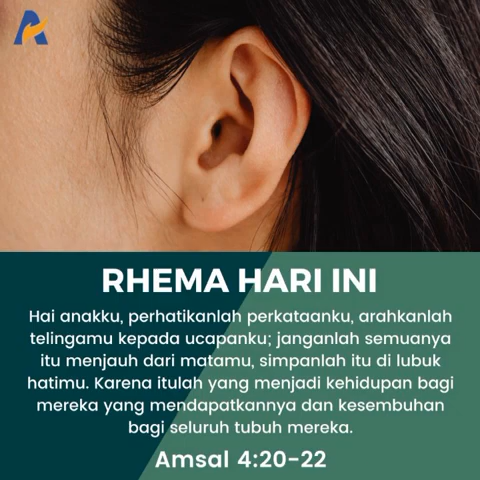 RHEMA HARI INI
Hai anakku, perhatikanlah perkataanku, arahkanlah
telingamu kepada ucapanku; janganlah semuanya
itu menjauh dari matamu, simpanlah itu di lubuk
hatimu. Karena itulah yang menjadi kehidupan bagi
mereka yang mendapatkannya dan kesembuhan
bagi seluruh tubuh mereka.
Amsal 4:20-22